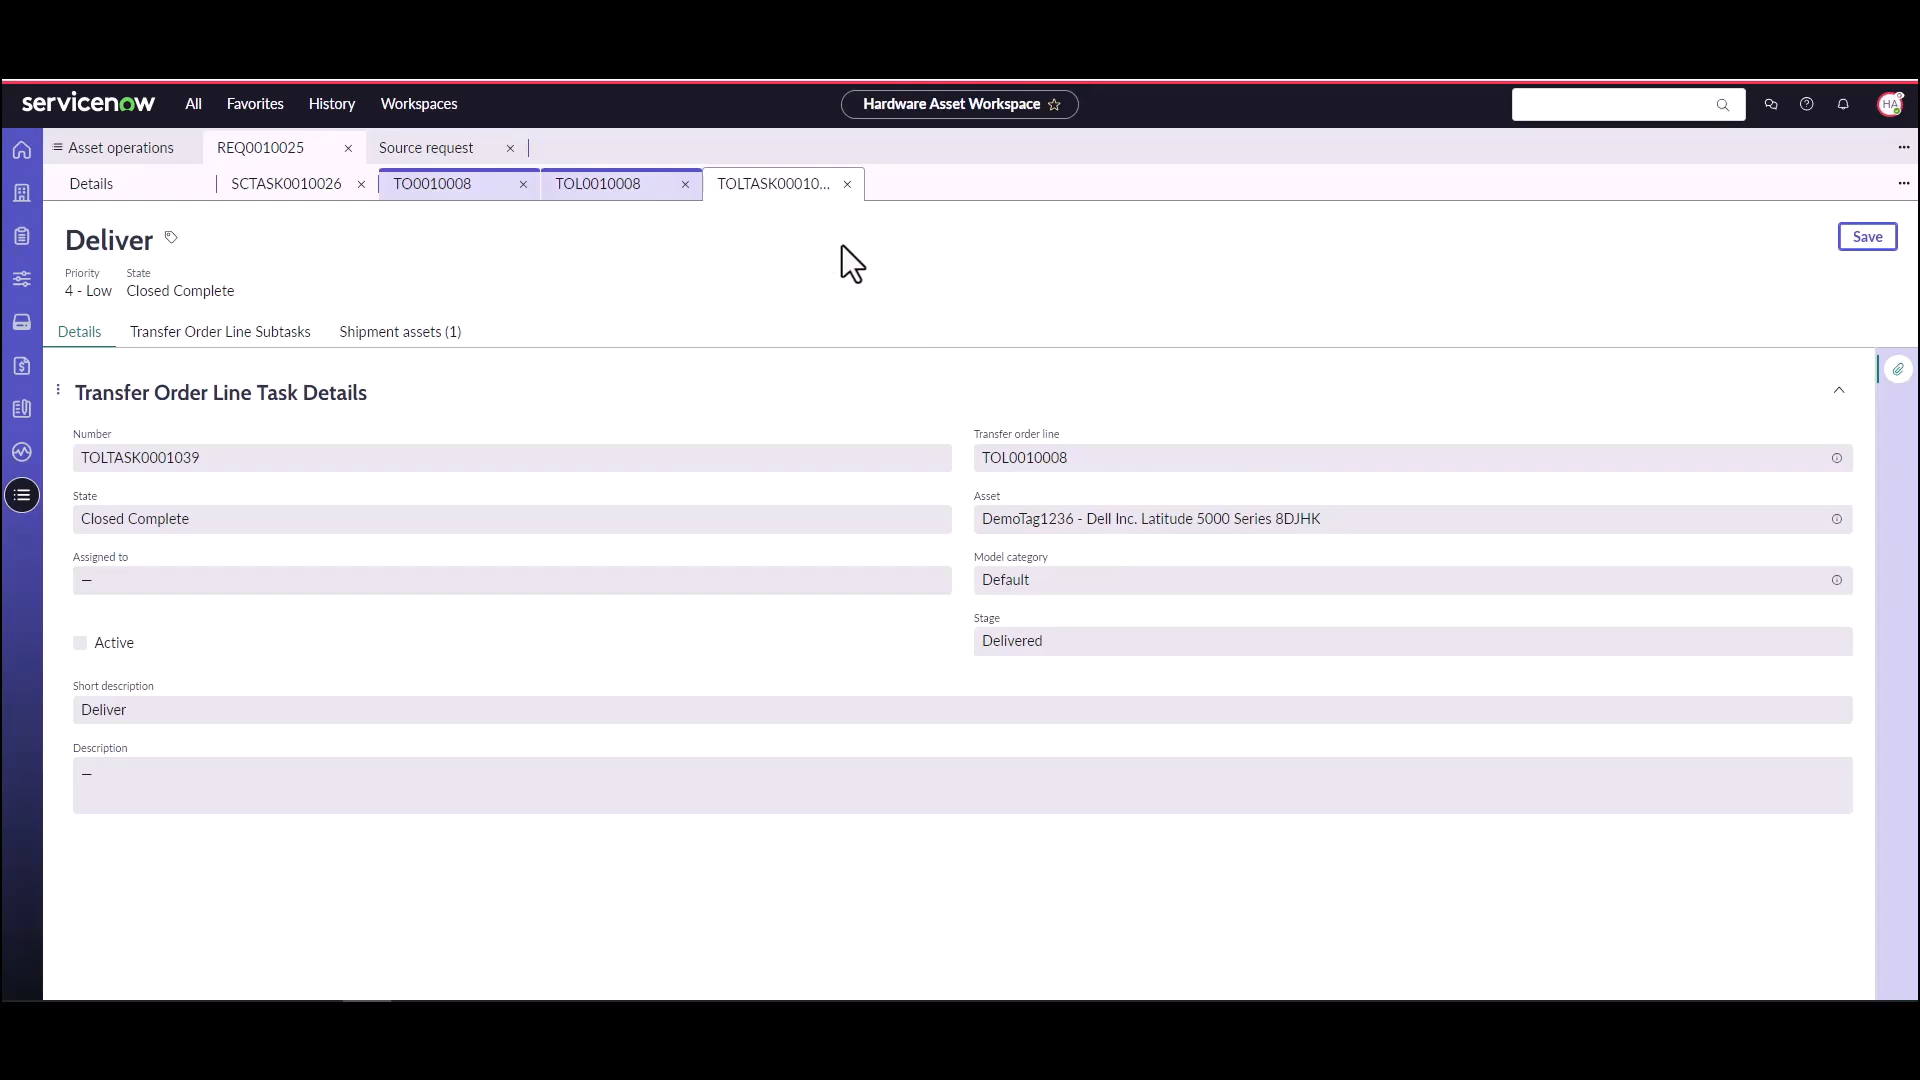 servicenow All Favorites History Workspaces Hardware Asset Workspace HA
Asset operations REQ0010025 Source request
Details SCTASK0010026 TO0010008 TOL0010008 TOLTASK00010...
Deliver Save
Priority State
4 - Low Closed Complete
Details Transfer Order Line Subtasks Shipment assets (1)
Transfer Order Line Task Details
Number Transfer order line
TOLTASK0001039 TOL0010008
State Asset
Closed Complete DemoTag1236 - Dell Inc. Latitude 5000 Series 8DJHK
Assigned to Model category
— Default
Stage
Active Delivered
Short description
Deliver
Description
—